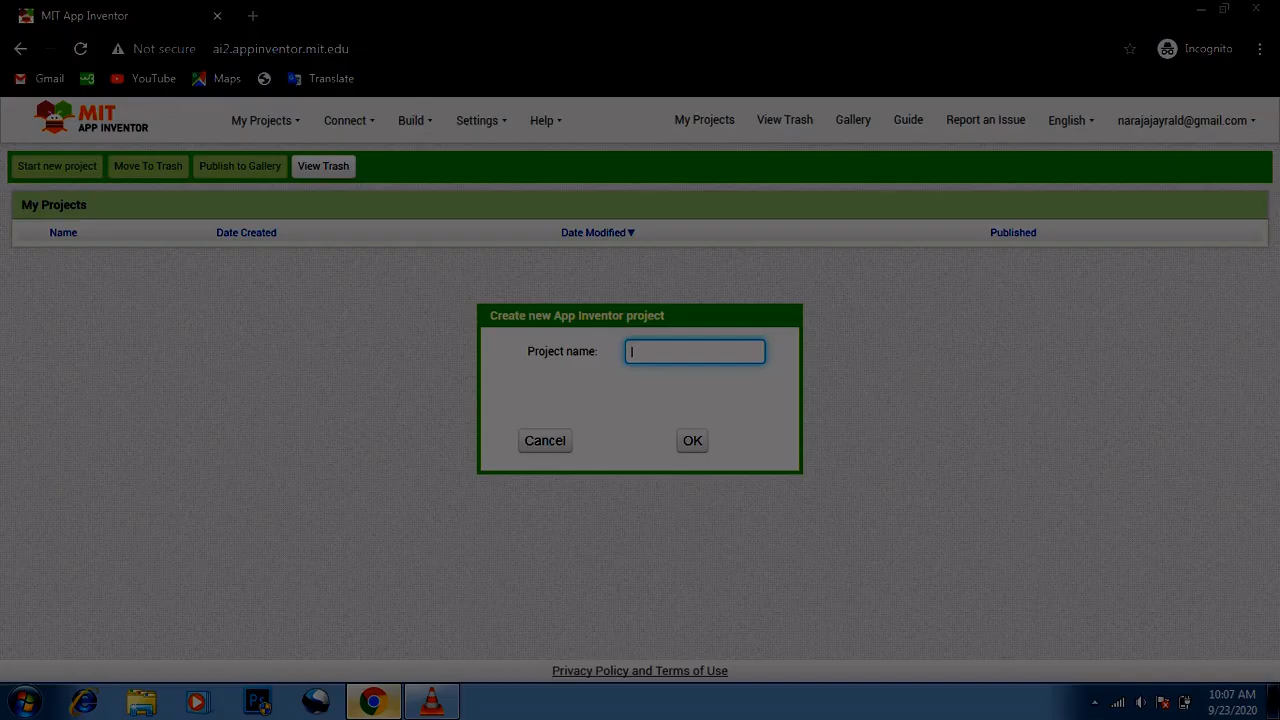 MIT App Inventor
Not secure ai2.appinventor.mit.edu Incognito
Gmail YouTube Maps Translate
MIT APP INVENTOR
My Projects Connect Build Settings Help My Projects View Trash Gallery Guide Report an Issue English narajajayrald@gmail.com
Start new project Move To Trash Publish to Gallery View Trash
My Projects
Name Date Created Date Modified Published
Create new App Inventor project
Project name:
Cancel OK
Privacy Policy and Terms of Use
Ps
10:07 AM
9/23/2020